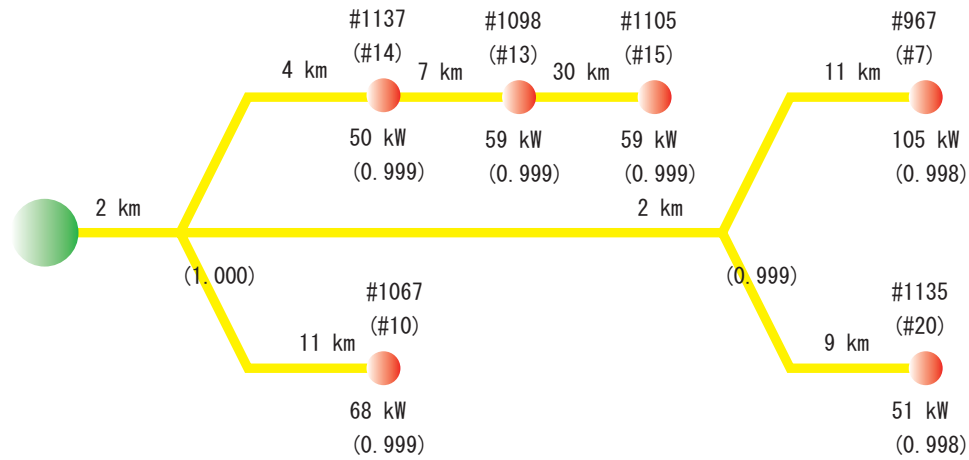 #1137
(#14)
#1098
(#13)
#1105
(#15)
#967
(#7)
4 km
7 km
30 km
11 km
50 kW
(0.999)
59 kW
(0.999)
59 kW
(0.999)
105 kW
(0.998)
2 km
2 km
(1.000)
(0.999)
#1067
(#10)
#1135
(#20)
11 km
9 km
68 kW
(0.999)
51 kW
(0.998)